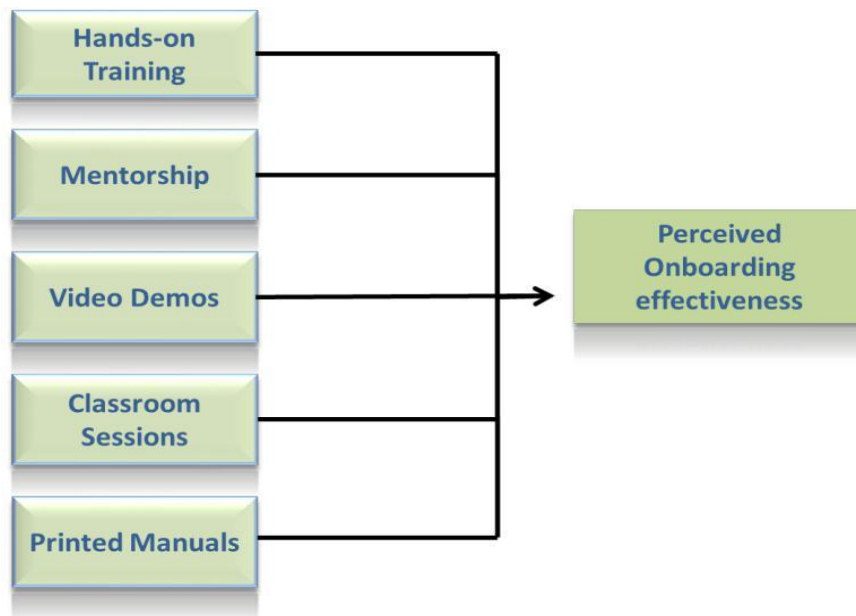 Hands-on
Training
Mentorship
Video Demos
Classroom
Sessions
Printed Manuals
Perceived
Onboarding
effectiveness